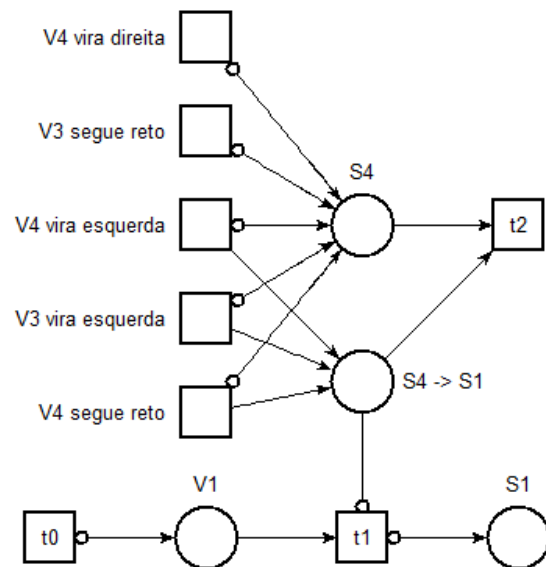 V4 vira direita
V3 segue reto
S4
V4 vira esquerda
t2
V3 vira esquerda
S4 -> S1
V4 segue reto
V1
S1
t0
t1